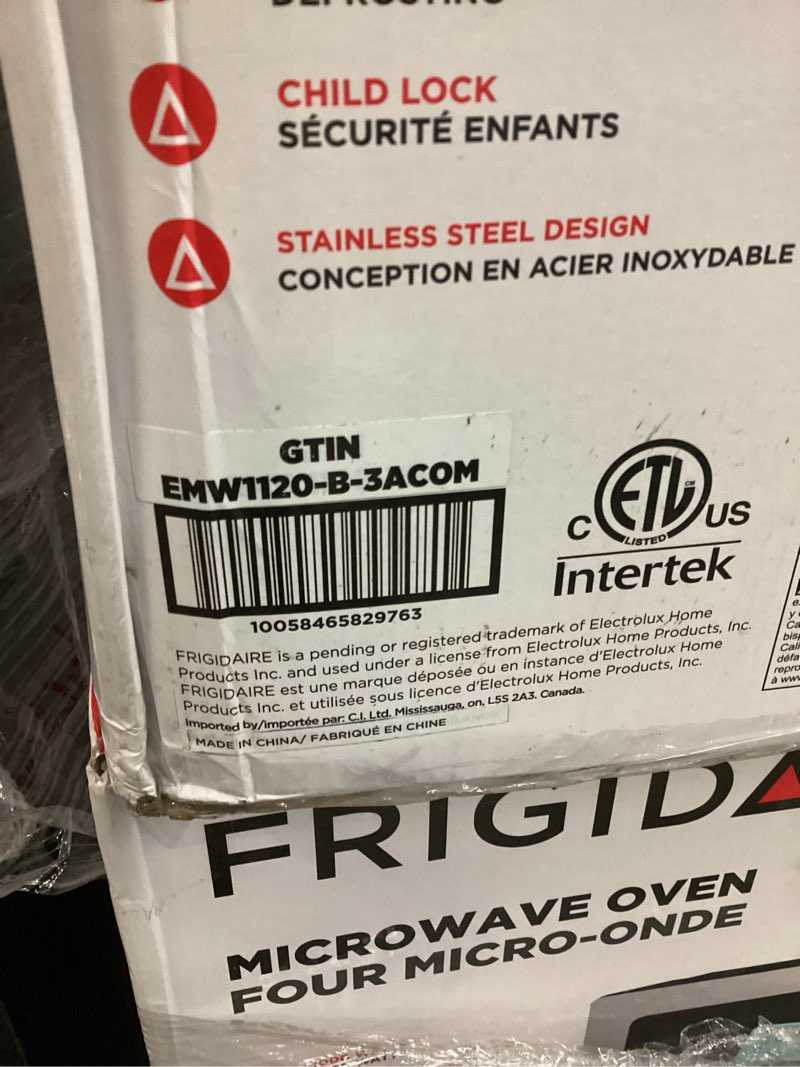 CHILD LOCK
SÉCURITÉ ENFANTS
STAINLESS STEEL DESIGN
CONCEPTION EN ACIER INOXYDABLE
GTIN
EMW1120-B-3ACOM
10058465829763
C ETL CM US
LISTED
Intertek
FRIGIDAIRE is a pending or registered trademark of Electrolux Home
Products Inc. and used under a license from Electrolux Home Products, Inc.
FRIGIDAIRE est une marque déposée ou en instance d'Electrolux Home
Products Inc. et utilisée sous licence d'Electrolux Home Products, Inc.
Imported by/importée par: C.I. Ltd. Mississauga, on, L5S 2A3. Canada.
MADE IN CHINA/ FABRIQUÉ EN CHINE
FRIGIDA
MICROWAVE OVEN
FOUR MICRO-ONDE